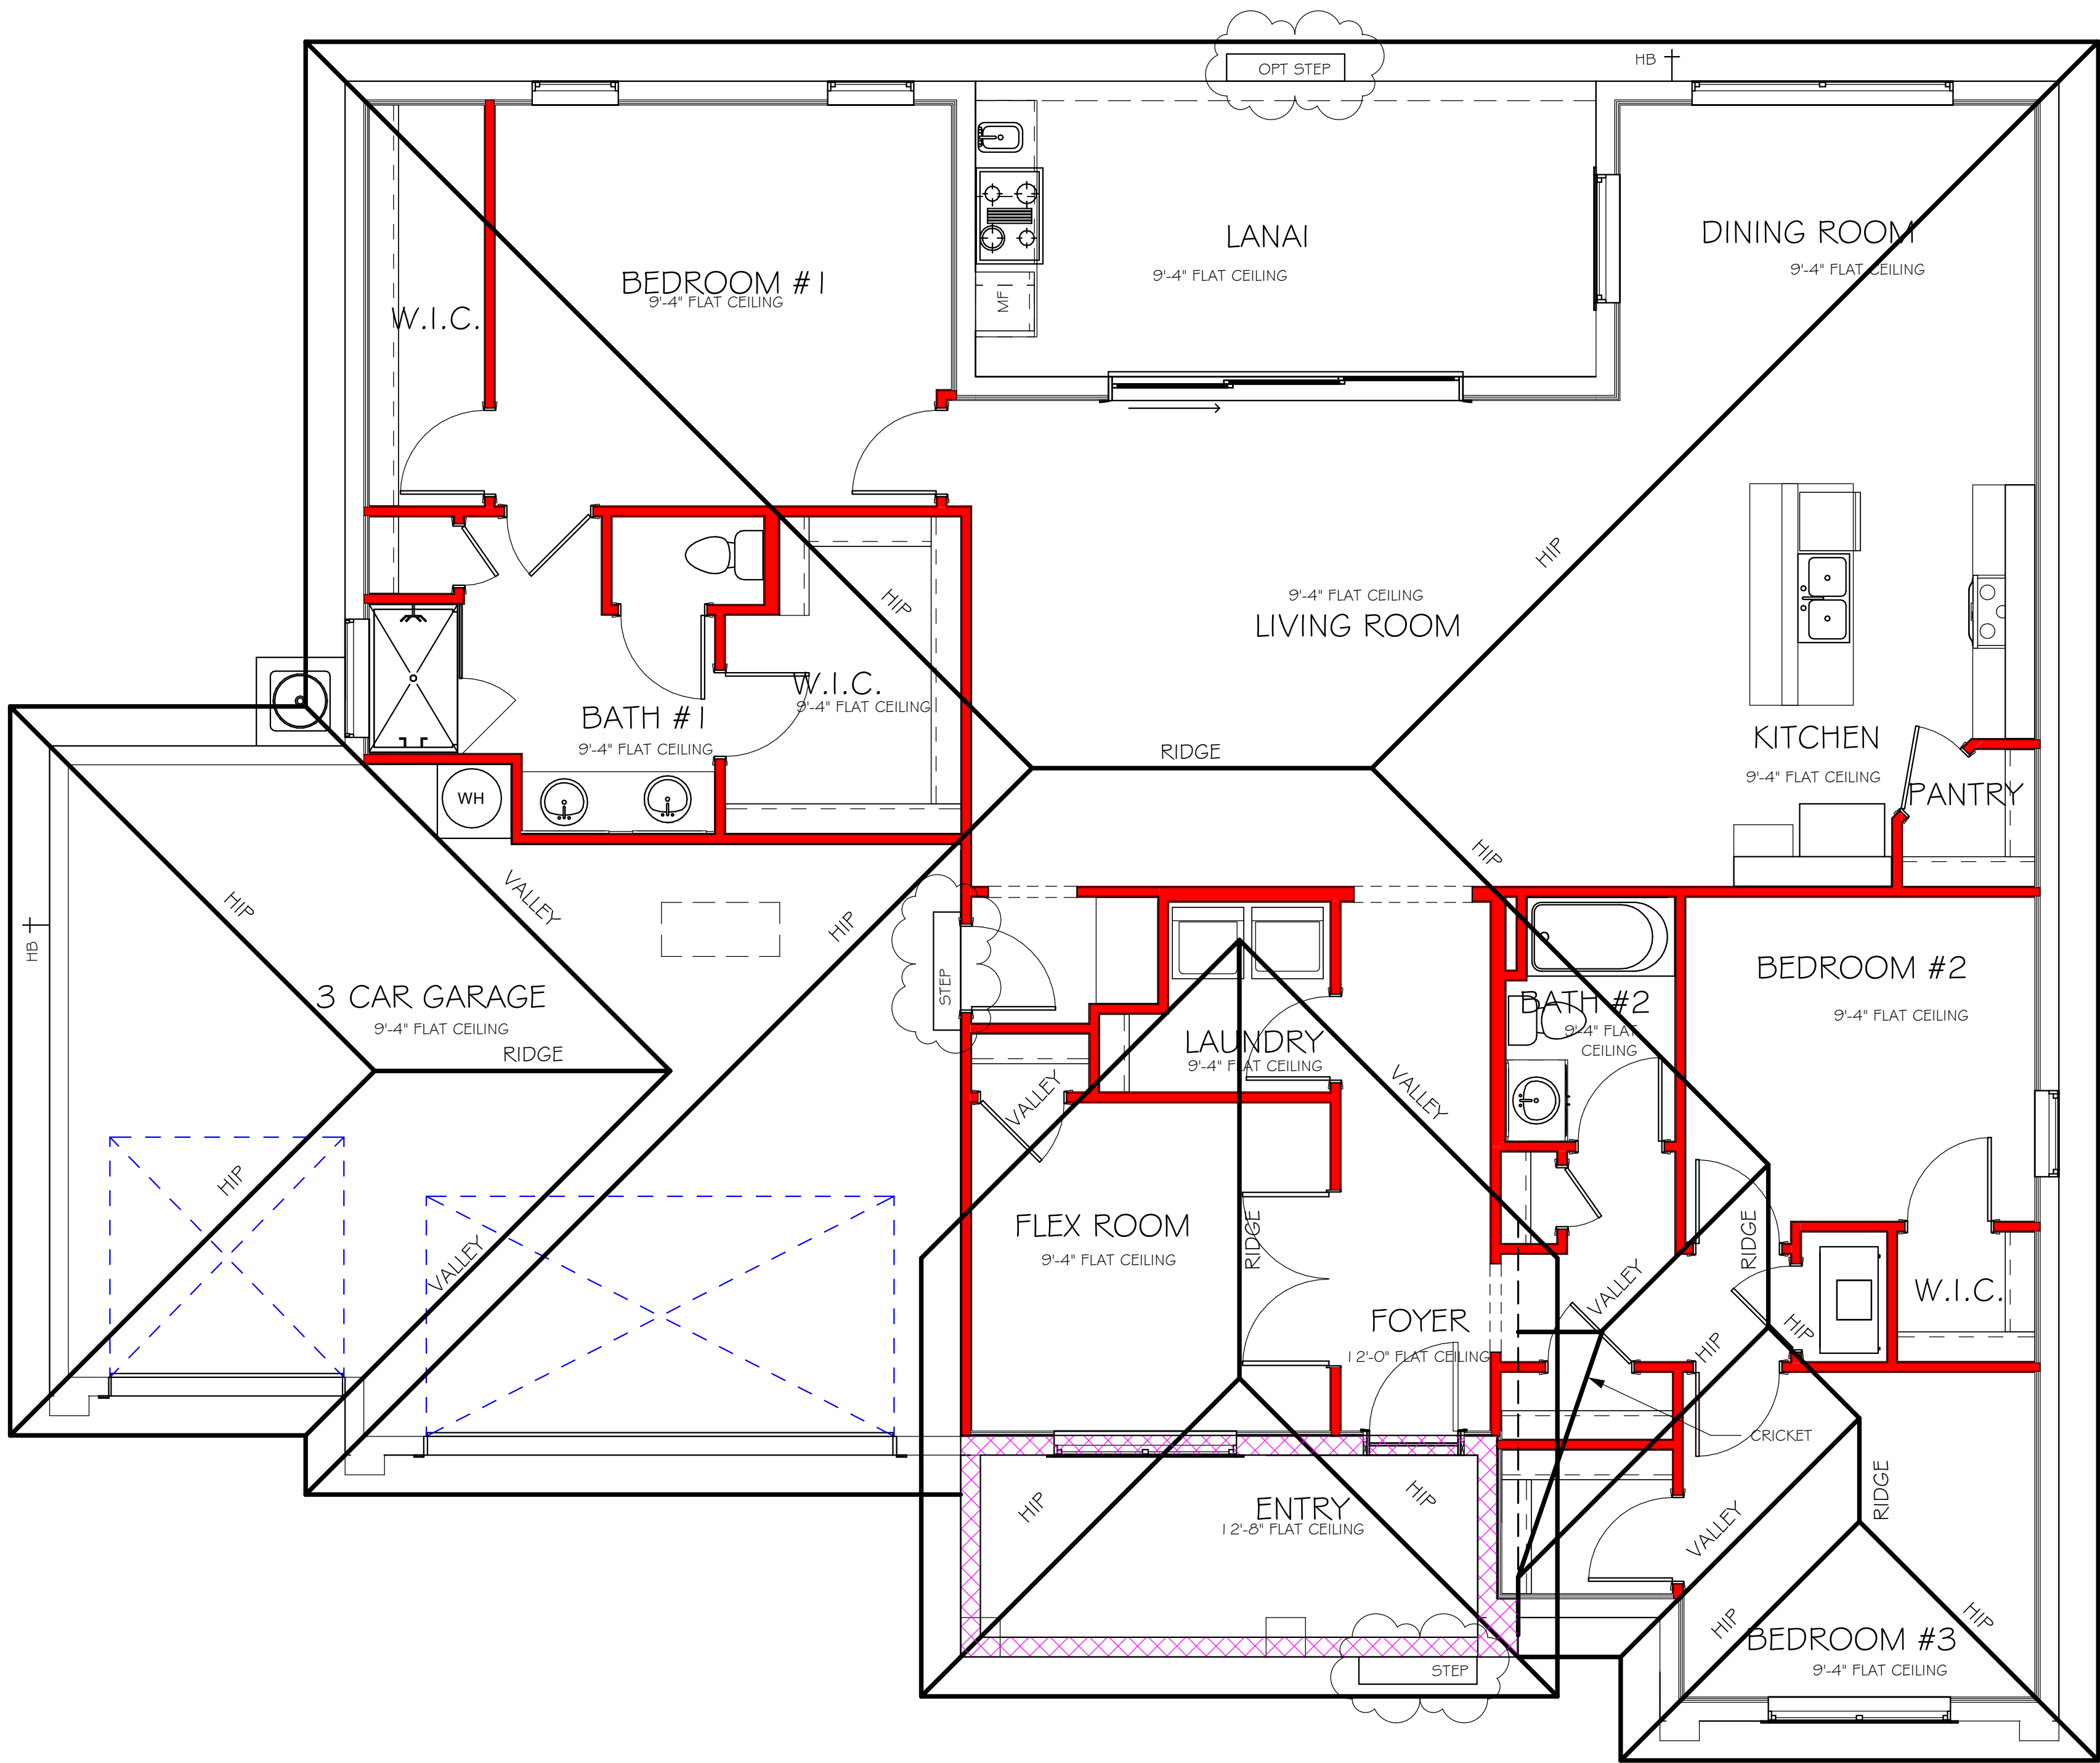 OPT STEP
HB
LANAI
9'-4" FLAT CEILING
DINING ROOM
9'-4" FLAT CEILING
BEDROOM #1
9'-4" FLAT CEILING
MF
W.I.C.
HIP
HIP
9'-4" FLAT CEILING
LIVING ROOM
W.I.C.
9'-4" FLAT CEILING
BATH #1
9'-4" FLAT CEILING
RIDGE
KITCHEN
9'-4" FLAT CEILING
PANTRY
WH
HIP
VALLEY
HIP
HIP
HB
STEP
3 CAR GARAGE
9'-4" FLAT CEILING
RIDGE
LAUNDRY
9'-4" FLAT CEILING
BATH #2
9'-4" FLAT
CEILING
BEDROOM #2
9'-4" FLAT CEILING
VALLEY
VALLEY
HIP
VALLEY
FLEX ROOM
9'-4" FLAT CEILING
RIDGE
RIDGE
VALLEY
W.I.C.
FOYER
12'-0" FLAT CEILING
HIP
HIP
CRICKET
HIP
HIP
ENTRY
12'-8" FLAT CEILING
VALLEY
RIDGE
HIP
HIP
BEDROOM #3
9'-4" FLAT CEILING
STEP